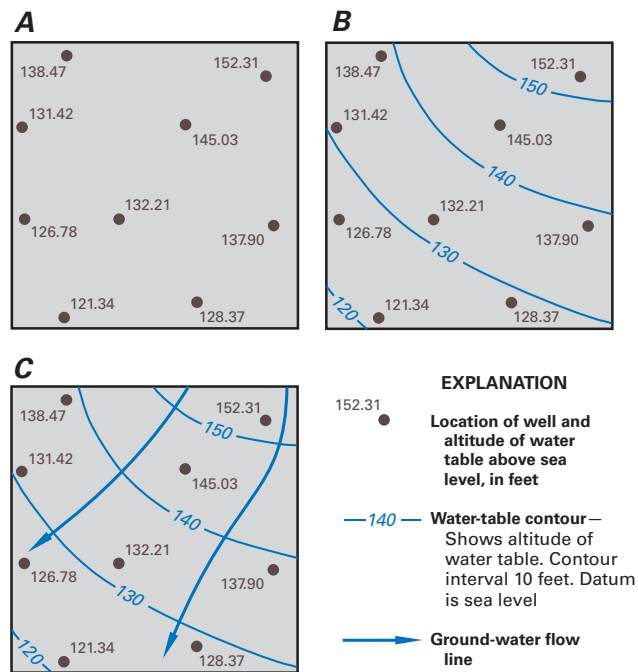 A
138.47
152.31
131.42
145.03
132.21
126.78
137.90
121.34
128.37
B
138.47
152.31
150
131.42
145.03
140
132.21
126.78
137.90
130
120
121.34
128.37
C
138.47
152.31
150
131.42
145.03
140
132.21
126.78
137.90
130
120
121.34
128.37
EXPLANATION
152.31
Location of well and
altitude of water
table above sea
level, in feet
140
Water-table contour—
Shows altitude of
water table. Contour
interval 10 feet. Datum
is sea level
Ground-water flow
line